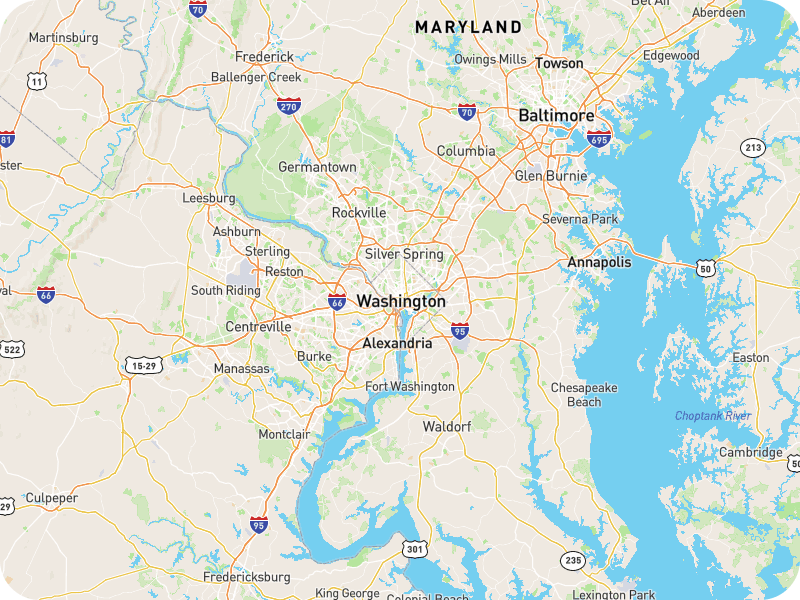 70
Bel Air
Aberdeen
MARYLAND
Martinsburg
Frederick
Owings Mills
Towson
Edgewood
Ballenger Creek
11
270
70
Baltimore
81
695
213
Columbia
ster
Germantown
Glen Burnie
Leesburg
Rockville
Severna Park
Ashburn
Sterling
Silver Spring
Annapolis
Reston
50
val
66
South Riding
66
Washington
Centreville
95
522
Alexandria
15-29
Burke
Easton
Manassas
Fort Washington
Chesapeake
Beach
Choptank River
Waldorf
Montclair
Cambridge
50
Culpeper
29
95
301
235
Fredericksburg
King George
Colonial Beach
Lexington Park